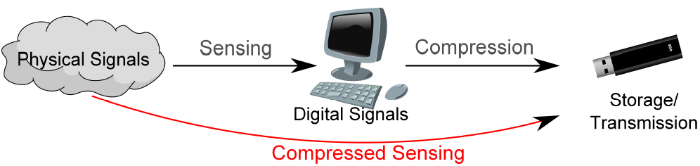 Physical Signals
Sensing
Compression
Digital Signals
Storage/
Transmission
Compressed Sensing